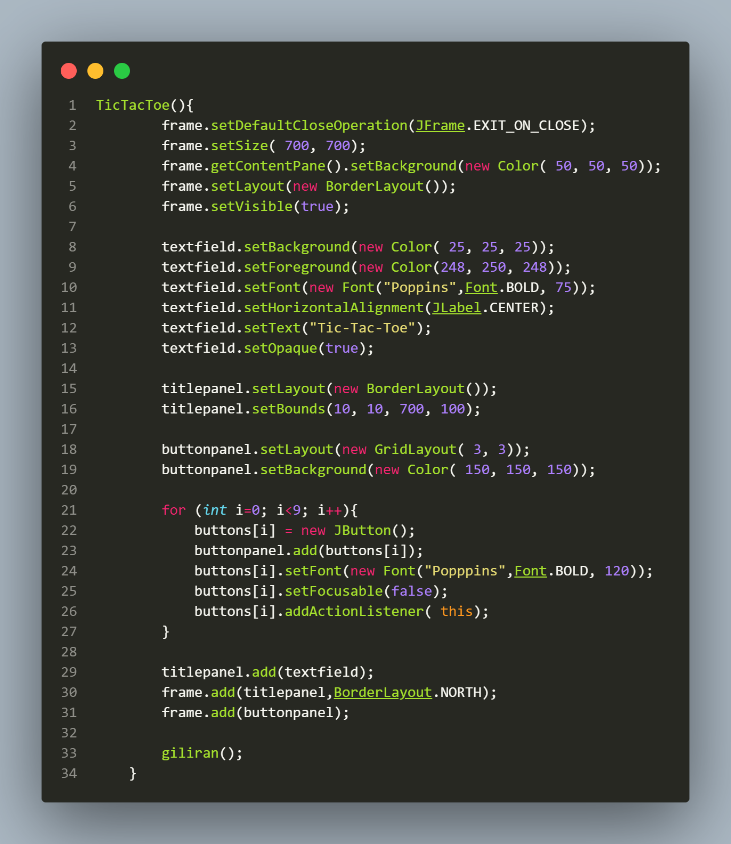 1 TicTacToe(){
2 frame.setDefaultCloseOperation(JFrame.EXIT_ON_CLOSE);
3 frame.setSize( 700, 700);
4 frame.getContentPane().setBackground(new Color( 50, 50, 50));
5 frame.setLayout(new BorderLayout());
6 frame.setVisible(true);
7
8 textfield.setBackground(new Color( 25, 25, 25));
9 textfield.setForeground(new Color(248, 250, 248));
10 textfield.setFont(new Font("Poppins",Font.BOLD, 75));
11 textfield.setHorizontalAlignment(JLabel.CENTER);
12 textfield.setText("Tic-Tac-Toe");
13 textfield.setOpaque(true);
14
15 titlepanel.setLayout(new BorderLayout());
16 titlepanel.setBounds(10, 10, 700, 100);
17
18 buttonpanel.setLayout(new GridLayout( 3, 3));
19 buttonpanel.setBackground(new Color( 150, 150, 150));
20
21 for (int i=0; i<9; i++){
22 buttons[i] = new JButton();
23 buttonpanel.add(buttons[i]);
24 buttons[i].setFont(new Font("Popppins",Font.BOLD, 120));
25 buttons[i].setFocusable(false);
26 buttons[i].addActionListener( this);
27 }
28
29 titlepanel.add(textfield);
30 frame.add(titlepanel,BorderLayout.NORTH);
31 frame.add(buttonpanel);
32
33 giliran();
34 }